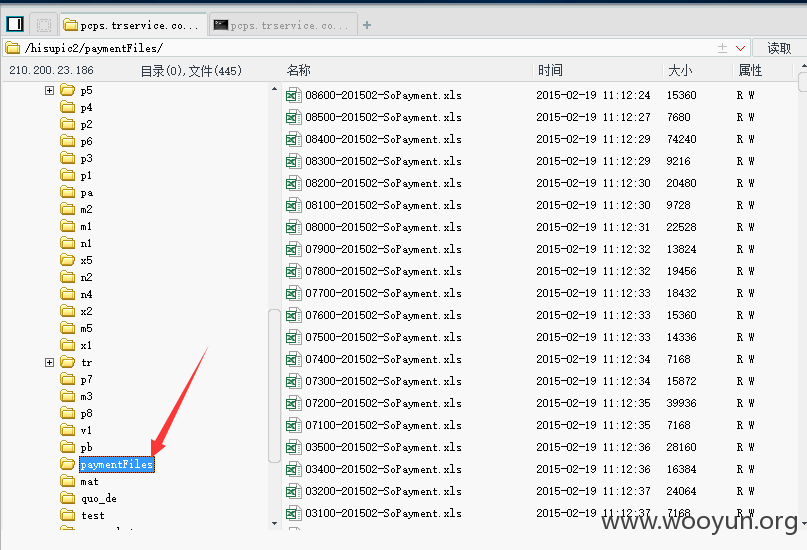 pcps.trservice.co... pcps.trservice.co...
/hisupic2/paymentFiles/ 读取
210.200.23.186 目录(0),文件(445) 名称 时间 大小 属性
p5
p4
p2
p6
p3
p1
pa
m2
m1
n1
x5
n2
n4
x2
m5
x1
tr
p7
m3
p8
v1
pb
paymentFiles
mat
quo_de
test
08600-201502-SoPayment.xls 2015-02-19 11:12:24 15360 R W
08500-201502-SoPayment.xls 2015-02-19 11:12:27 7680 R W
08400-201502-SoPayment.xls 2015-02-19 11:12:29 74240 R W
08300-201502-SoPayment.xls 2015-02-19 11:12:29 9216 R W
08200-201502-SoPayment.xls 2015-02-19 11:12:30 20480 R W
08100-201502-SoPayment.xls 2015-02-19 11:12:30 9728 R W
08000-201502-SoPayment.xls 2015-02-19 11:12:31 22528 R W
07900-201502-SoPayment.xls 2015-02-19 11:12:32 13824 R W
07800-201502-SoPayment.xls 2015-02-19 11:12:32 19456 R W
07700-201502-SoPayment.xls 2015-02-19 11:12:33 18432 R W
07600-201502-SoPayment.xls 2015-02-19 11:12:33 15360 R W
07500-201502-SoPayment.xls 2015-02-19 11:12:33 14336 R W
07400-201502-SoPayment.xls 2015-02-19 11:12:34 7168 R W
07300-201502-SoPayment.xls 2015-02-19 11:12:34 15872 R W
07200-201502-SoPayment.xls 2015-02-19 11:12:35 39936 R W
07100-201502-SoPayment.xls 2015-02-19 11:12:35 7168 R W
03500-201502-SoPayment.xls 2015-02-19 11:12:36 28160 R W
03400-201502-SoPayment.xls 2015-02-19 11:12:36 16384 R W
03200-201502-SoPayment.xls 2015-02-19 11:12:37 24064 R W
03100-201502-SoPayment.xls 2015-02-19 11:12:37 7168 R W
www.wooyun.org